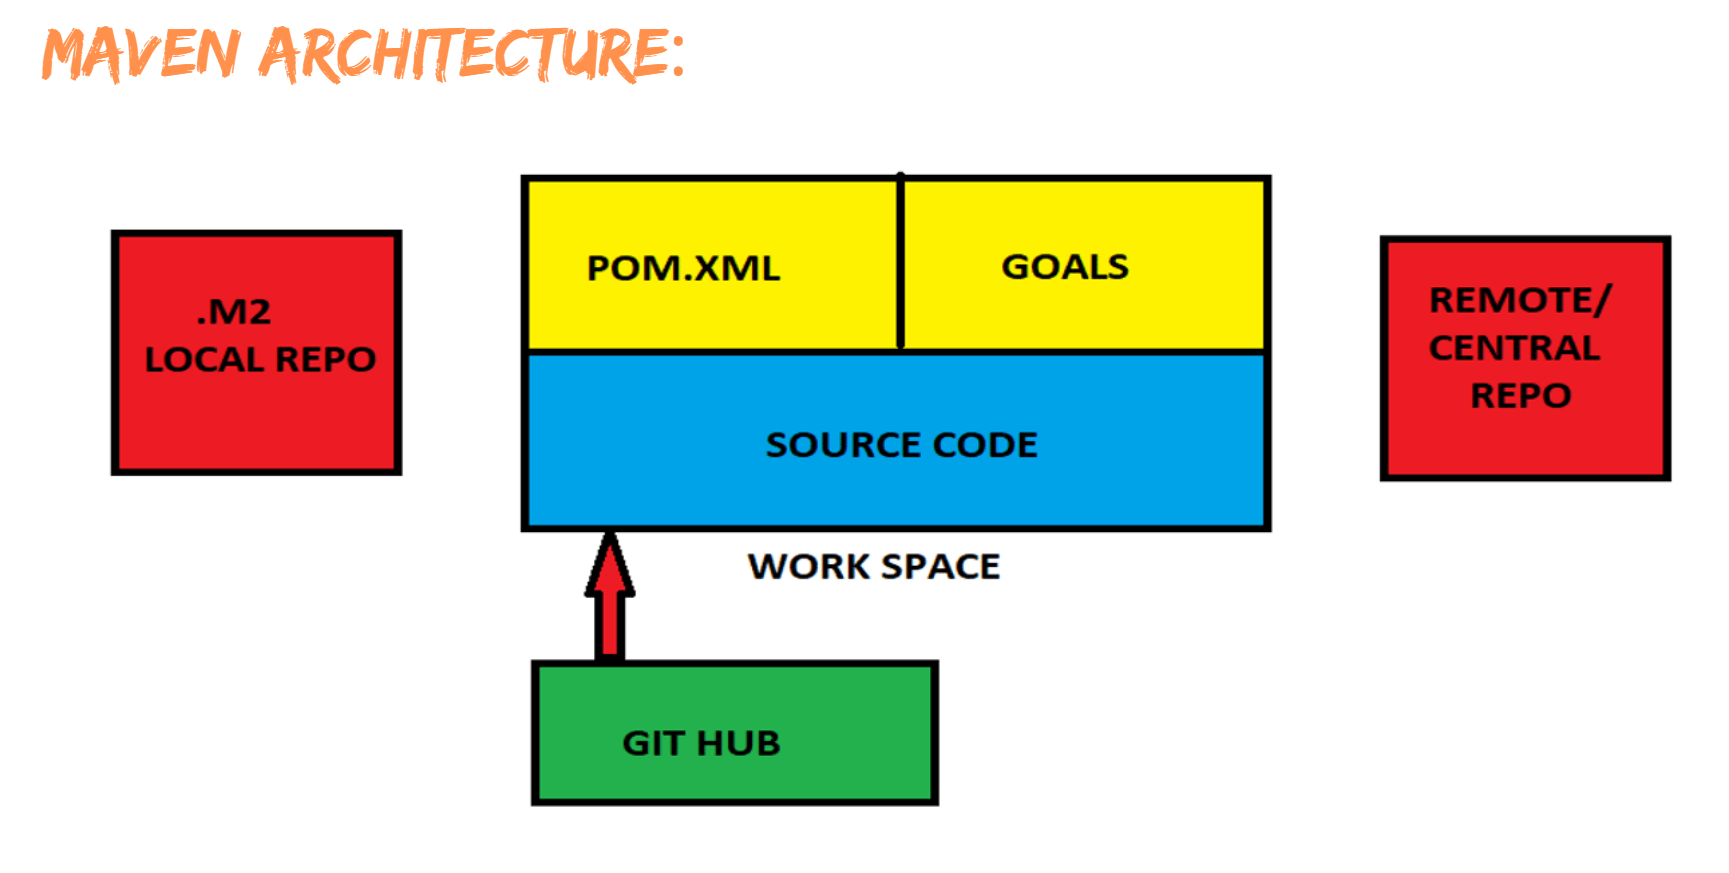 MAVEN ARCHITECTURE:
.M2
LOCAL REPO
POM.XML
GOALS
SOURCE CODE
REMOTE/
CENTRAL
REPO
WORK SPACE
GIT HUB